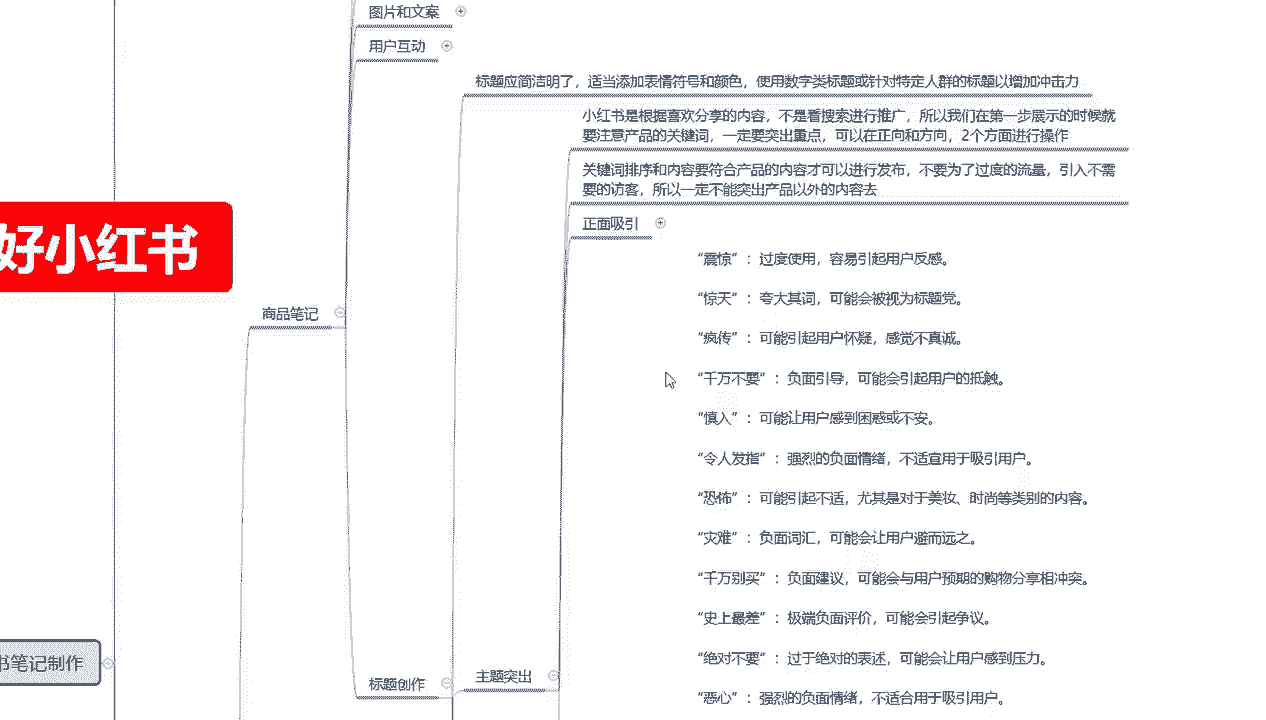 图片和文案
用户互动
标题应简洁明了，适当添加表情符号和颜色，使用数字类标题或针对特定人群的标题以增加冲击力
小红书是根据喜欢分享的内容，不是看搜索进行推广，所以我们在第一步展示的时候就
要注意产品的关键词，一定要突出重点，可以在正向和方向，2个方面进行操作
关键词排序和内容要符合产品的内容才可以进行发布，不要为了过度的流量，引入不需
要的访客，所以一定不能突出产品以外的内容去
正面吸引
好小红书
商品笔记
“震惊”：过度使用，容易引起用户反感。
“惊天”：夸大其词，可能会被视为标题党。
“疯传”：可能引起用户怀疑，感觉不真诚。
“千万不要”：负面引导，可能会引起用户的抵触。
“慎入”：可能让用户感到困惑或不安。
“令人发指”：强烈的负面情绪，不适宜用于吸引用户。
“恐怖”：可能引起不适，尤其是对于美妆、时尚等类别的内容。
“灾难”：负面词汇，可能会让用户避而远之。
“千万别买”：负面建议，可能会与用户预期的购物分享相冲突。
“史上最差”：极端负面评价，可能会引起争议。
“绝对不要”：过于绝对的表述，可能会让用户感到压力。
“恶心”：强烈的负面情绪，不适合用于吸引用户。
书笔记制作
标题创作
主题突出